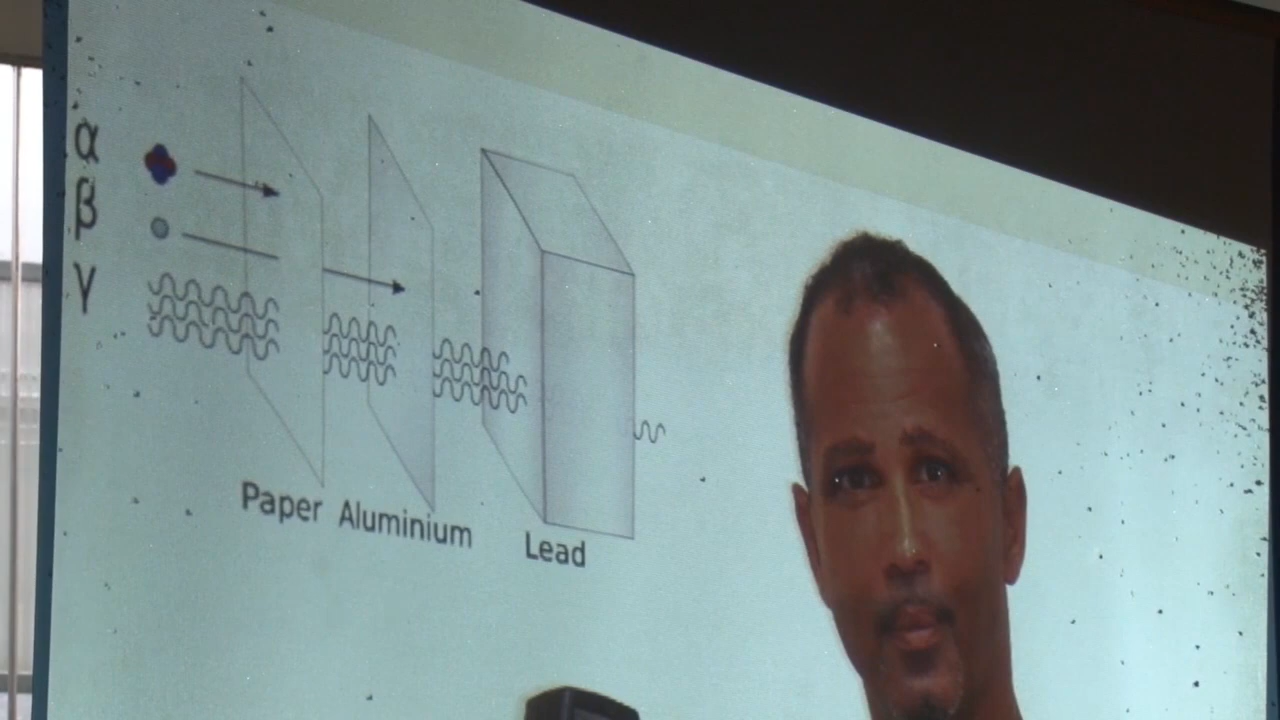 α
β
γ
Paper Aluminium
Lead